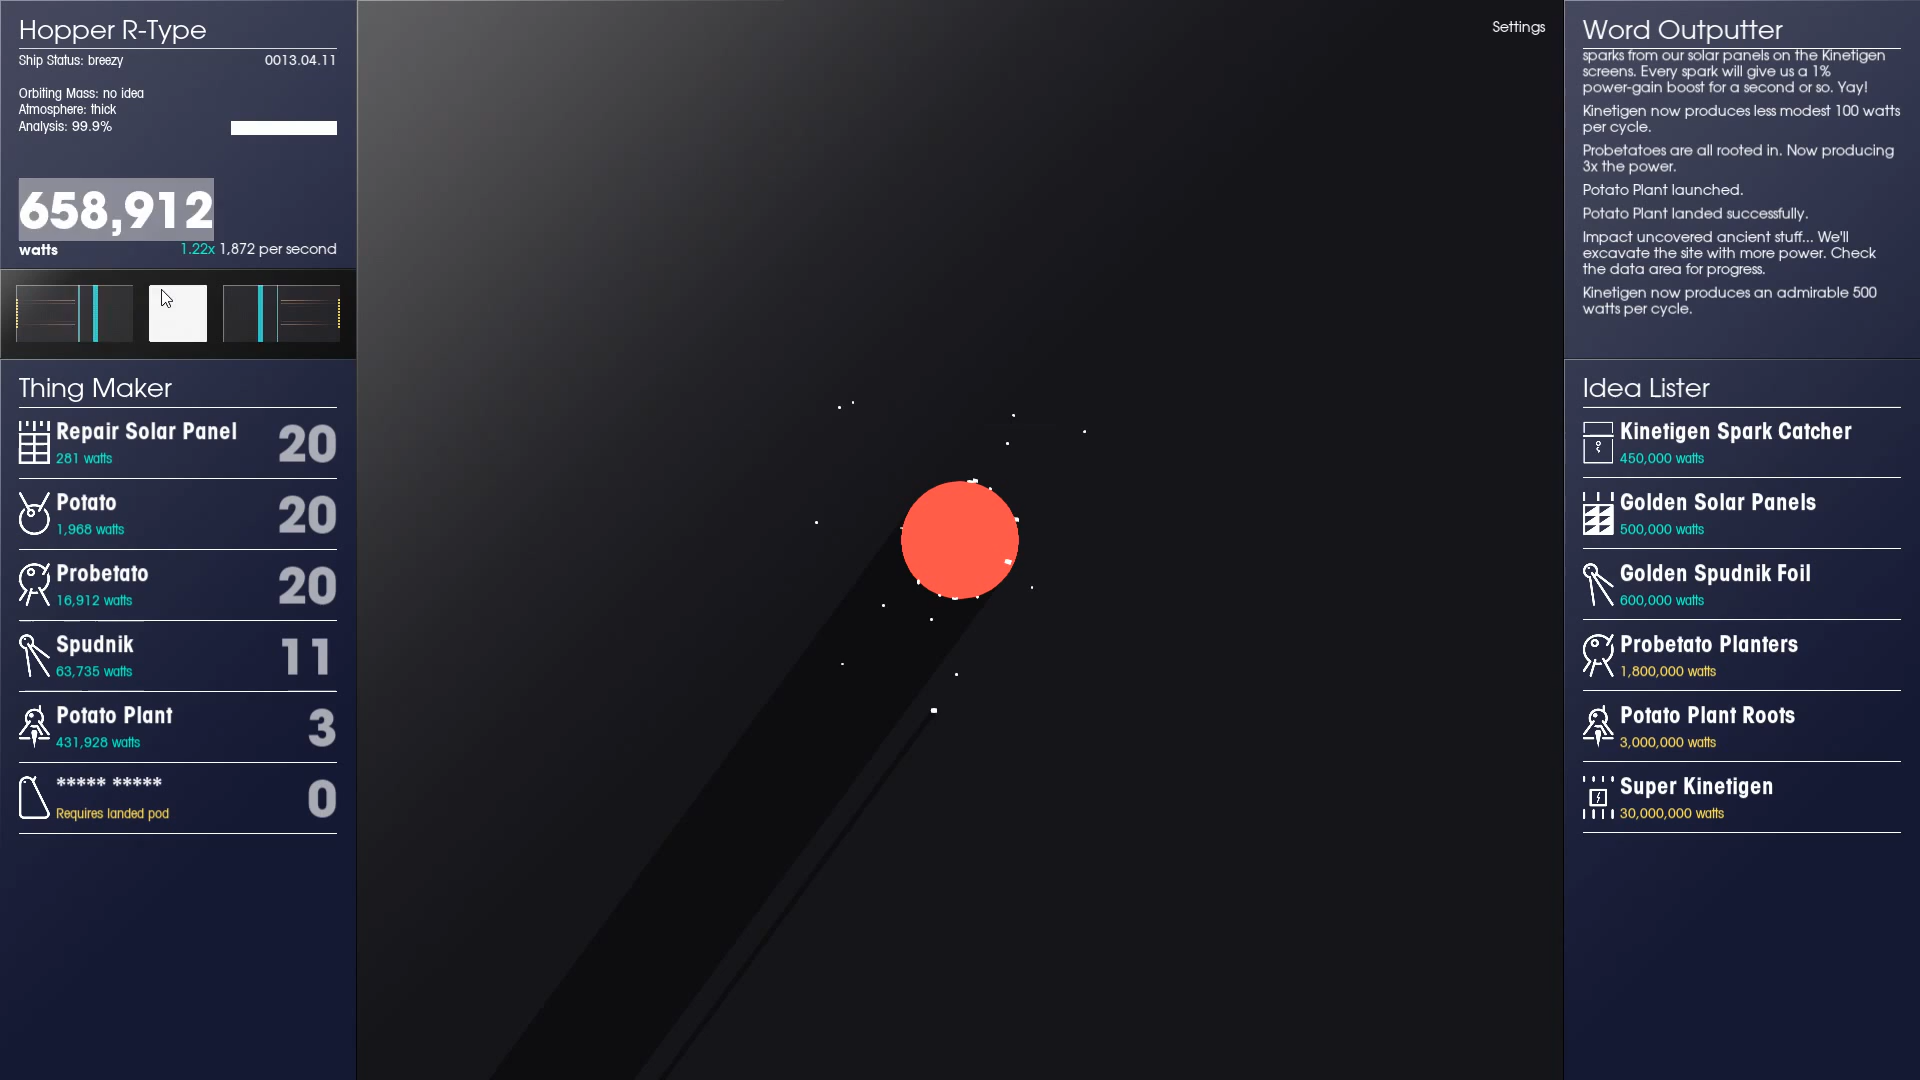 Hopper R-Type
Ship Status: breezy
0013.04.11
Orbiting Mass: no idea
Atmosphere: thick
Analysis: 99.9%
658,912
watts
1.22x 1,872 per second
Thing Maker
Repair Solar Panel
281 watts
20
Potato
1,968 watts
20
Probetato
16,912 watts
20
Spudnik
63,735 watts
11
Potato Plant
431,928 watts
3
***** *****
Requires landed pod
0
Settings
Word Outputter
sparks from our solar panels on the Kinetigen
screens. Every spark will give us a 1%
power-gain boost for a second or so. Yay!
Kinetigen now produces less modest 100 watts
per cycle.
Probetatoes are all rooted in. Now producing
3x the power.
Potato Plant launched.
Potato Plant landed successfully.
Impact uncovered ancient stuff... We'll
excavate the site with more power. Check
the data area for progress.
Kinetigen now produces an admirable 500
watts per cycle.
Idea Lister
Kinetigen Spark Catcher
450,000 watts
Golden Solar Panels
500,000 watts
Golden Spudnik Foil
600,000 watts
Probetato Planters
1,800,000 watts
Potato Plant Roots
3,000,000 watts
Super Kinetigen
30,000,000 watts